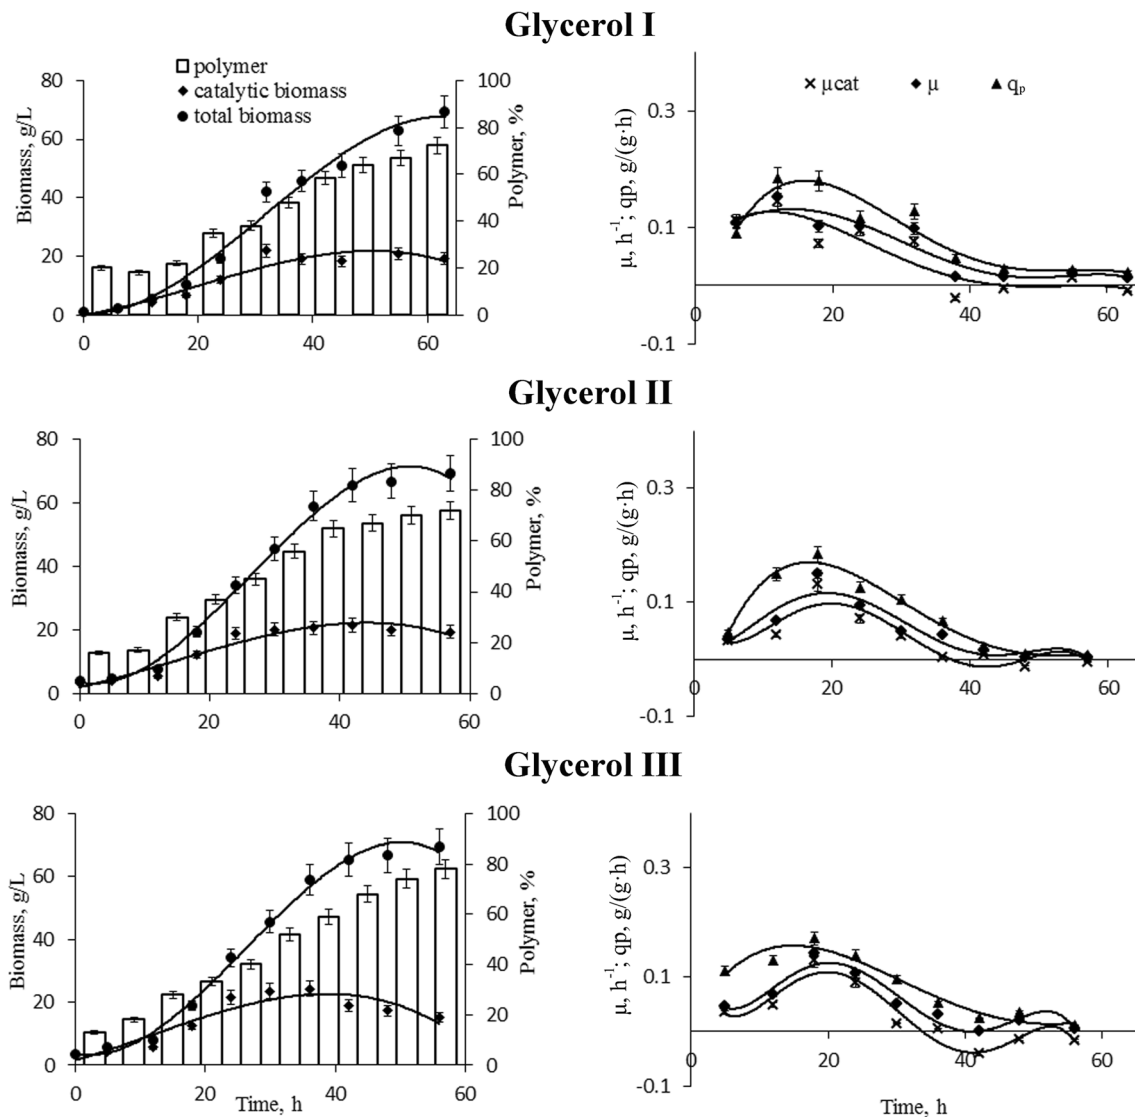 Glycerol I
polymer
catalytic biomass
total biomass
Biomass, g/L
80
60
40
20
0
0 20 40 60
100
80
60
40
20
0
Polymer, %
µ, h⁻¹; qp, g/(g·h)
0.3
0.1
-0.1
µcat µ qₚ
0 20 40 60
Glycerol II
Biomass, g/L
80
60
40
20
0
0 20 40 60
100
80
60
40
20
0
Polymer, %
µ, h⁻¹; qp, g/(g·h)
0.3
0.1
-0.1
0 20 40 60
Glycerol III
Biomass, g/L
80
60
40
20
0
0 20 40 60
Time, h
100
80
60
40
20
0
Polymer, %
µ, h⁻¹; qp, g/(g·h)
0.3
0.1
-0.1
0 20 40 60
Time, h